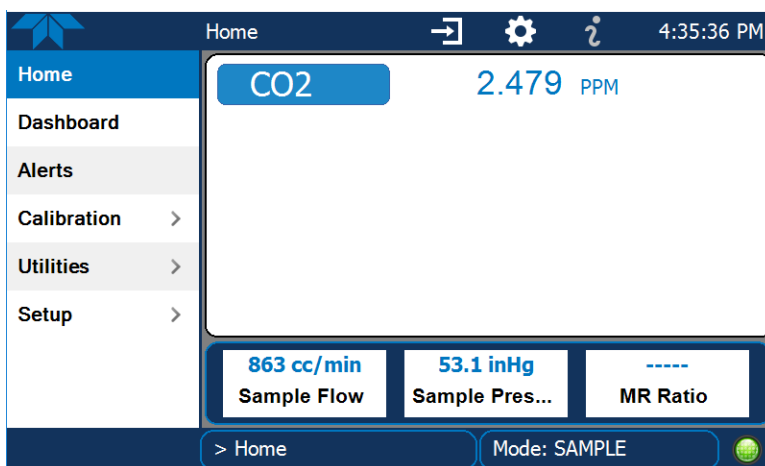 Home
4:35:36 PM
Home
Dashboard
Alerts
Calibration
Utilities
Setup
CO2
2.479 PPM
863 cc/min
Sample Flow
53.1 inHg
Sample Pres...
-----
MR Ratio
> Home
Mode: SAMPLE